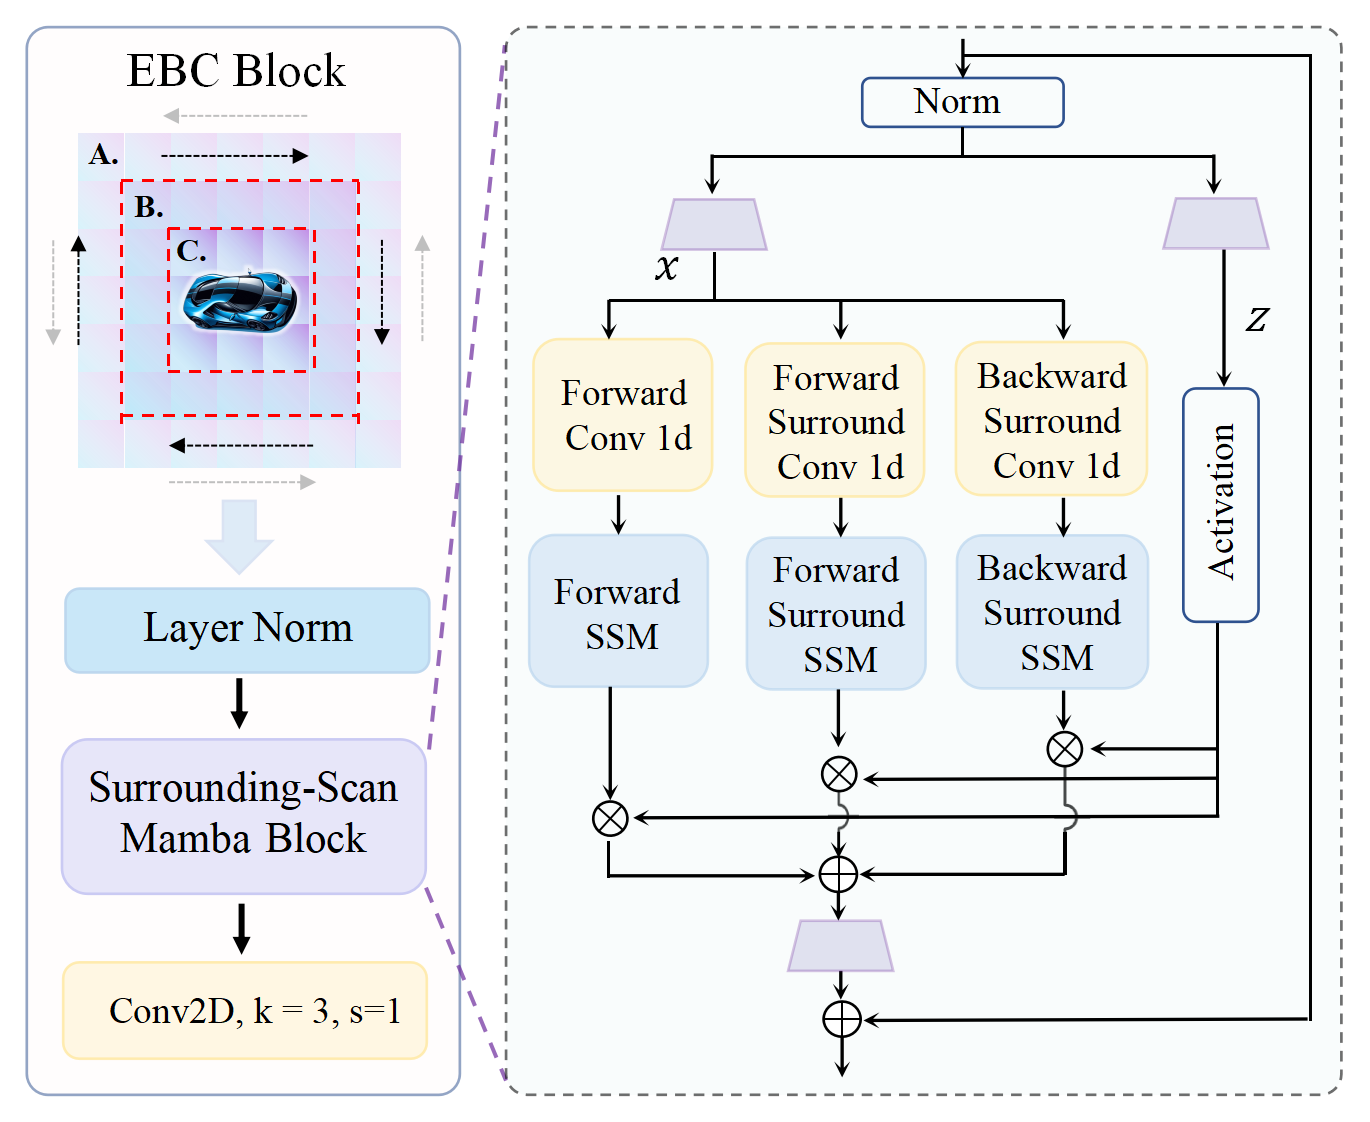 EBC Block
A.
B.
C.
Layer Norm
Surrounding-Scan
Mamba Block
Conv2D, k = 3, s=1
Norm
x
z
Forward
Conv 1d
Forward
Surround
Conv 1d
Backward
Surround
Conv 1d
Activation
Forward
SSM
Forward
Surround
SSM
Backward
Surround
SSM